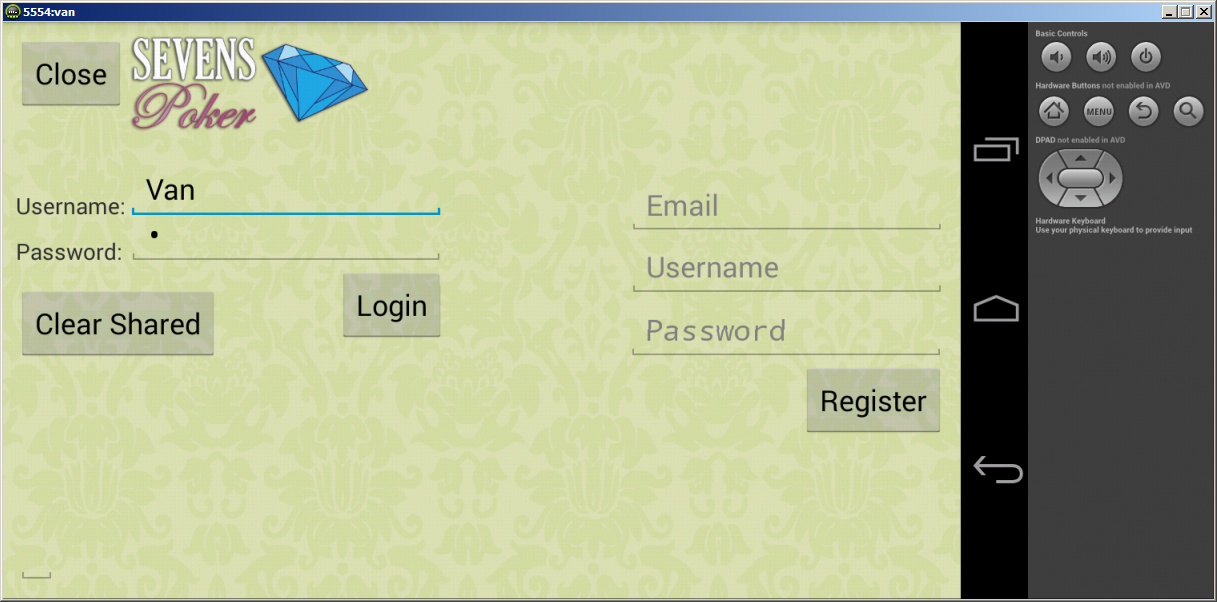 5554:van
Close
SEVENS
Poker
Username:
Van
Password:
•
Clear Shared
Login
Email
Username
Password
Register
Basic Controls
Hardware Buttons not enabled in AVD
MENU
DPAD not enabled in AVD
Hardware Keyboard
Use your physical keyboard to provide input